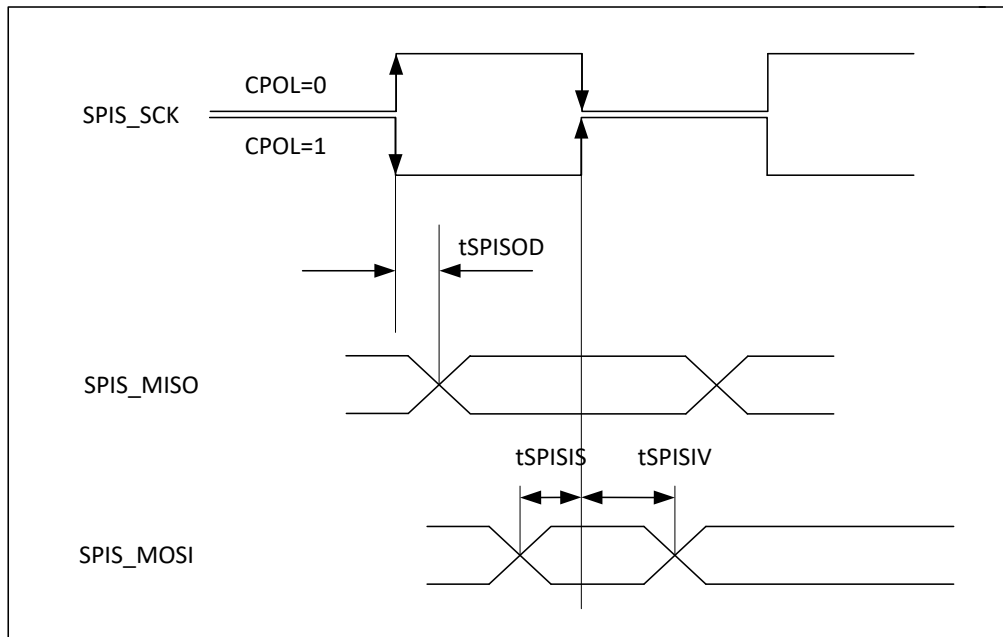 CPOL=0
SPIS_SCK
CPOL=1
tSPISOD
SPIS_MISO
tSPISIS tSPISIV
SPIS_MOSI